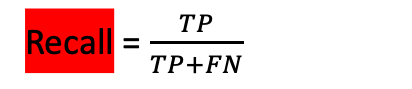 Recall = TP / TP+FN